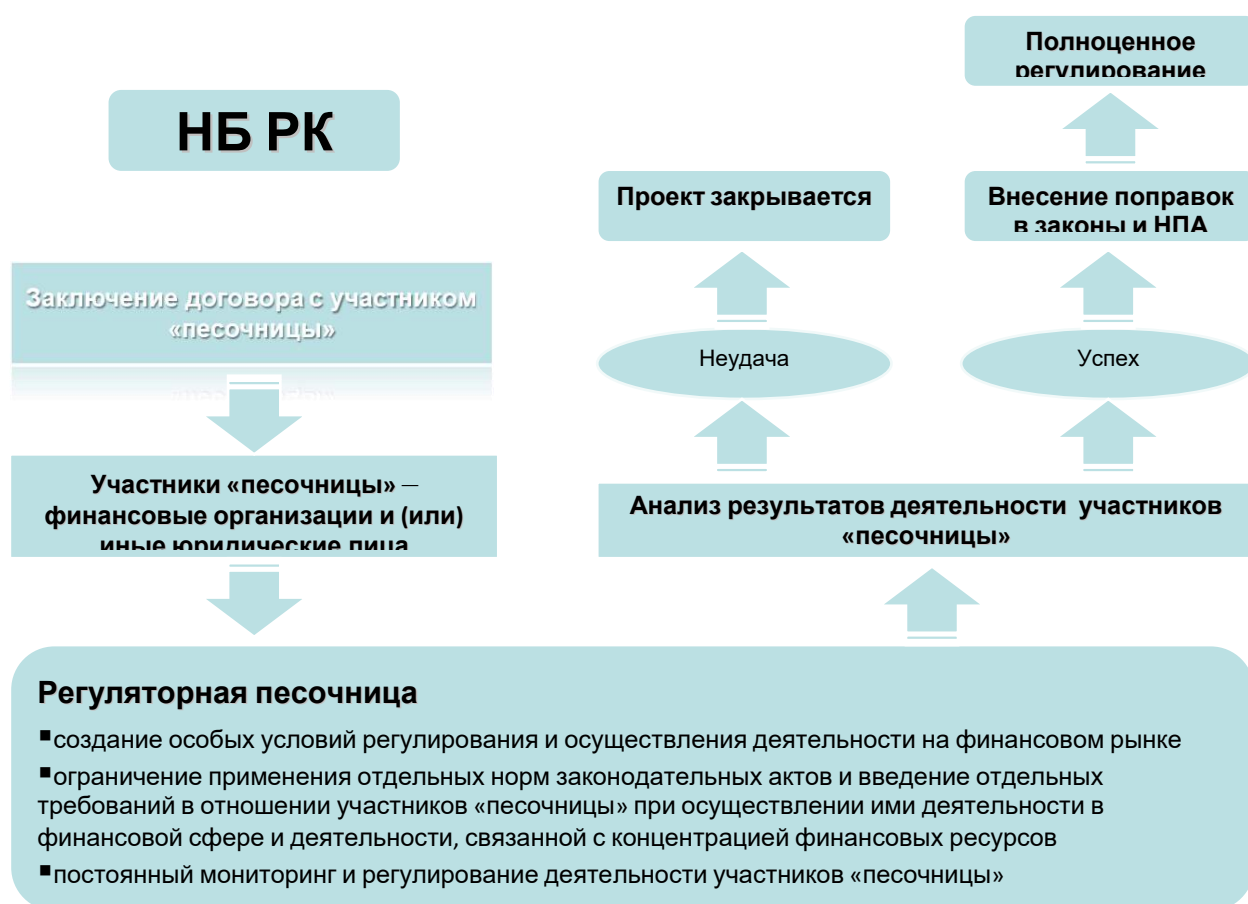 НБ РК
Заключение договора с участником
«песочницы»
Участники «песочницы» –
финансовые организации и (или)
иные юридические лица
Полноценное
регулирование
Проект закрывается
Внесение поправок
в законы и НПА
Неудача
Успех
Анализ результатов деятельности участников
«песочницы»
Регуляторная песочница
▪создание особых условий регулирования и осуществления деятельности на финансовом рынке
▪ограничение применения отдельных норм законодательных актов и введение отдельных
требований в отношении участников «песочницы» при осуществлении ими деятельности в
финансовой сфере и деятельности, связанной с концентрацией финансовых ресурсов
▪постоянный мониторинг и регулирование деятельности участников «песочницы»